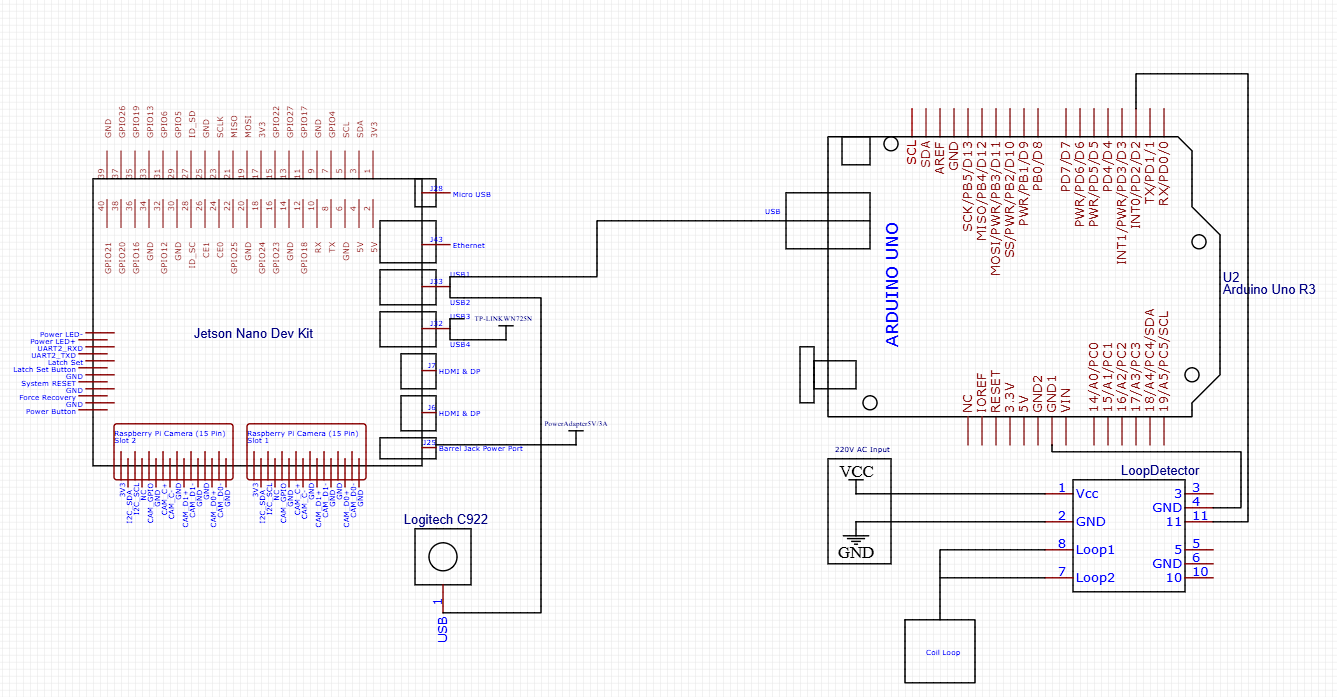 GND
GPIO26
GPIO19
GPIO13
GPIO6
GPIO5
ID_SD
GND
SCLK
MISO
MOSI
3V3
GPIO22
GPIO27
GPIO17
GND
GPIO4
SCL
SDA
3V3
39
37
35
33
31
29
27
25
23
21
19
17
15
13
11
9
7
5
3
1
40
38
36
34
32
30
28
26
24
22
20
18
16
14
12
10
8
6
4
2
GPIO21
GPIO20
GPIO16
GND
GPIO12
GND
ID_SC
CE1
CE0
GPIO25
GND
GPIO24
GPIO23
GND
GPIO18
RX
TX
GND
5V
5V
J28
Micro USB
J43
Ethernet
J33
USB1
USB2
J32
USB3
USB4
TP-LINKWN725N
J7
HDMI & DP
J6
HDMI & DP
J25
Barrel Jack Power Port
PowerAdapter5V/3A
Jetson Nano Dev Kit
Power LED-
Power LED+
UART2_RXD
UART2_TXD
Latch Set
Latch Set Button
GND
System RESET
GND
Force Recovery
GND
Power Button
Raspberry Pi Camera (15 Pin)
Slot 2
Raspberry Pi Camera (15 Pin)
Slot 1
3V3
I2C_SDA
I2C_SCL
NC
CAM_GPIO
GND
CAM_C+
CAM_C-
GND
CAM_D1+
CAM_D1-
GND
GND
CAM_D0+
CAM_D0-
GND
3V3
I2C_SDA
I2C_SCL
NC
CAM_GPIO
GND
CAM_C+
CAM_C-
GND
CAM_D1+
CAM_D1-
GND
GND
CAM_D0+
CAM_D0-
GND
Logitech C922
1
USB
USB
ARDUINO UNO
SCL
SDA
AREF
GND
SCK/PB5/D13
MISO/PB4/D12
MOSI/PWR/PB3/D11
SS/PWR/PB2/D10
PWR/PB1/D9
PB0/D8
PD7/D7
PWR/PD6/D6
PWR/PD5/D5
PD4/D4
INT1/PWR/PD3/D3
INT0/PD2/D2
TX/PD1/1
RX/PD0/0
U2
Arduino Uno R3
NC
IOREF
RESET
3.3V
5V
GND2
GND1
VIN
14/A0/PC0
15/A1/PC1
16/A2/PC2
17/A3/PC3
18/A4/PC4/SDA
19/A5/PC5/SCL
220V AC Input
VCC
GND
LoopDetector
1
Vcc
2
GND
8
Loop1
7
Loop2
3
3
GND
4
11
11
5
5
GND
6
10
10
Coil Loop